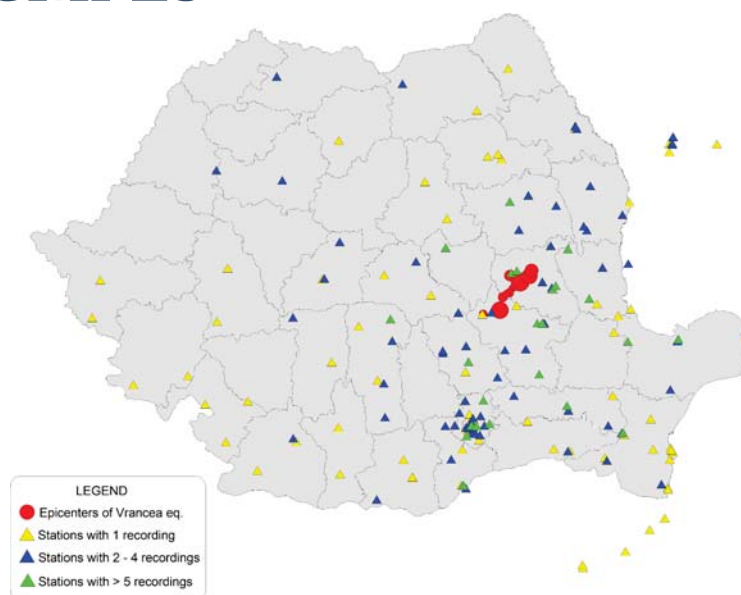 LEGEND
Epicenters of Vrancea eq.
Stations with 1 recording
Stations with 2 - 4 recordings
Stations with > 5 recordings